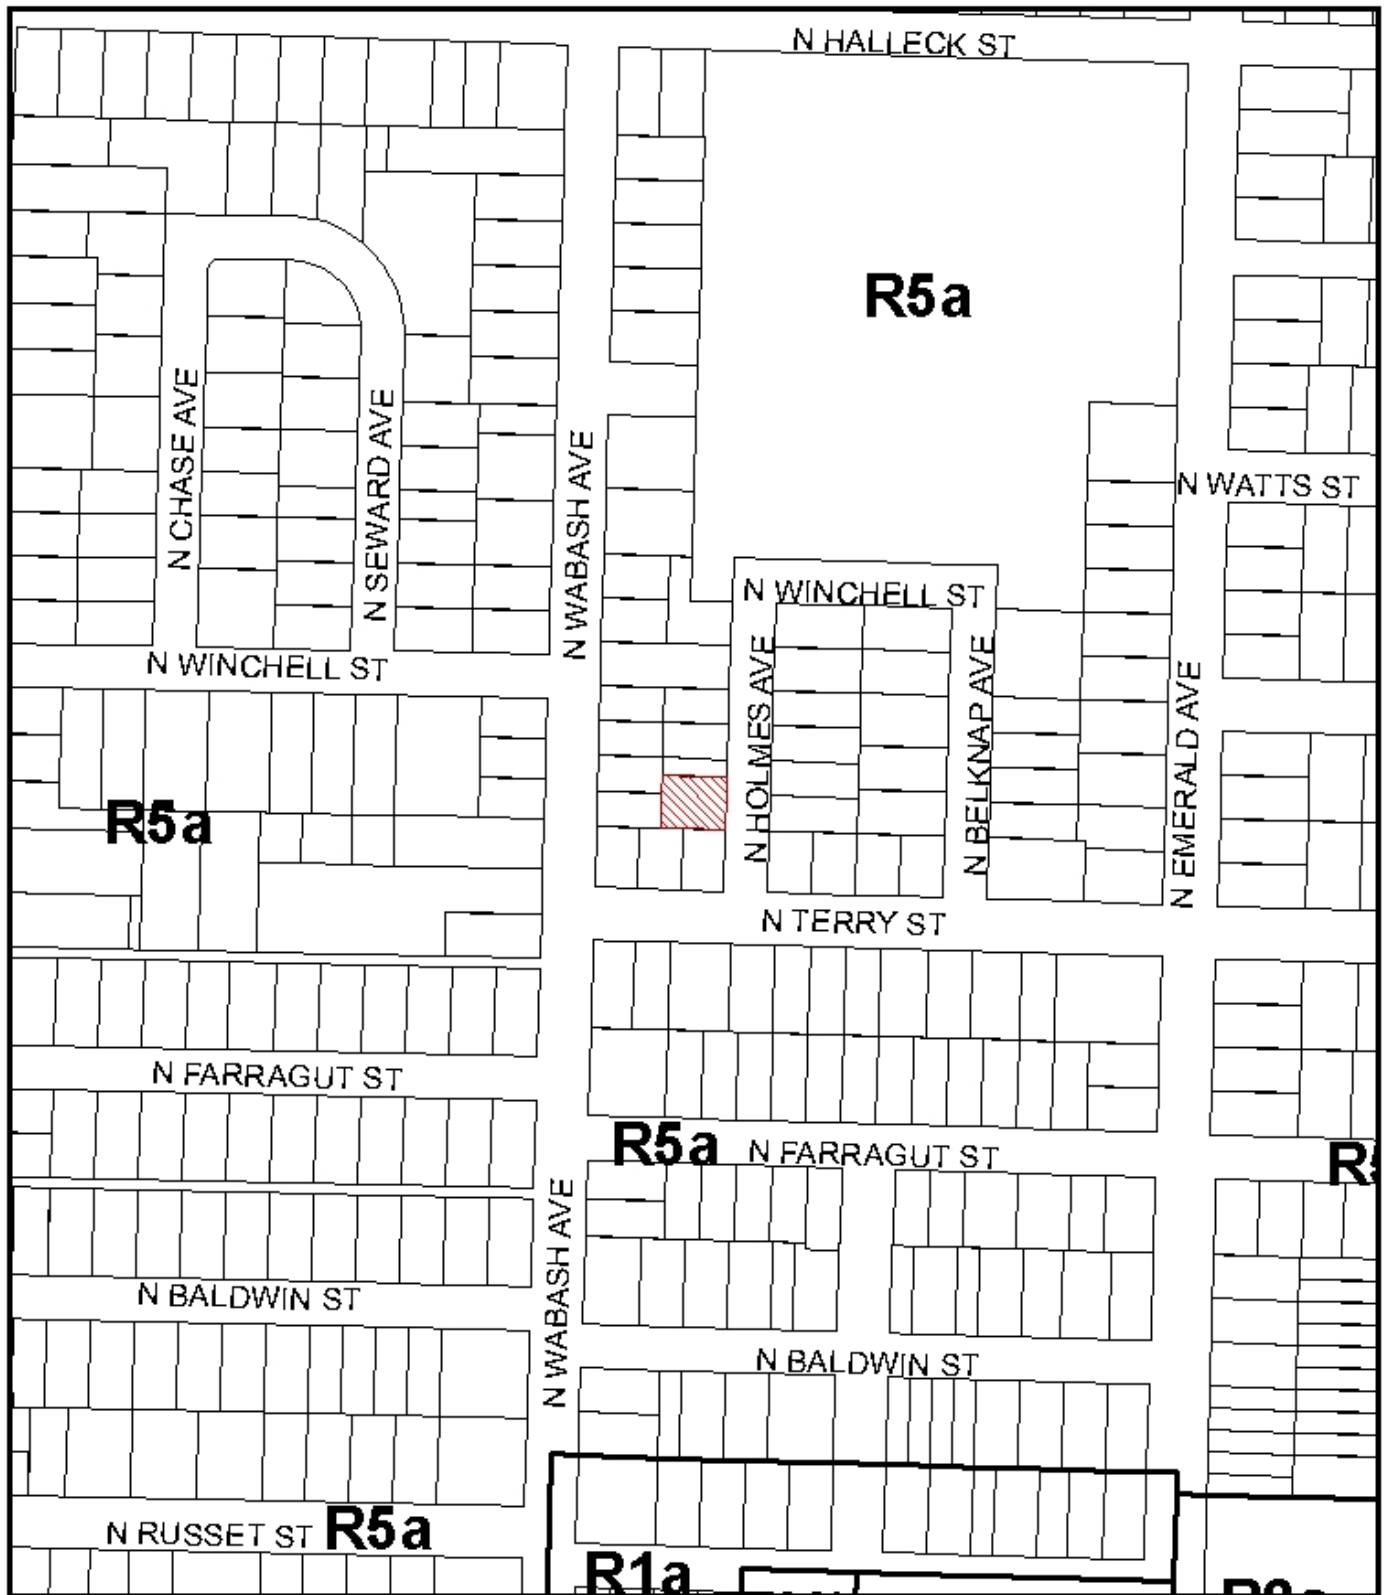 N HALLECK ST
R5a
N CHASE AVE
N SEWARD AVE
N WABASH AVE
N WATTS ST
N WINCHELL ST
N WINCHELL ST
N HOLMES AVE
N BELKNAP AVE
N EMERALD AVE
R5a
N TERRY ST
N FARRAGUT ST
R5a
N FARRAGUT ST
N WABASH AVE
N BALDWIN ST
N BALDWIN ST
N RUSSET ST
R5a
R1a